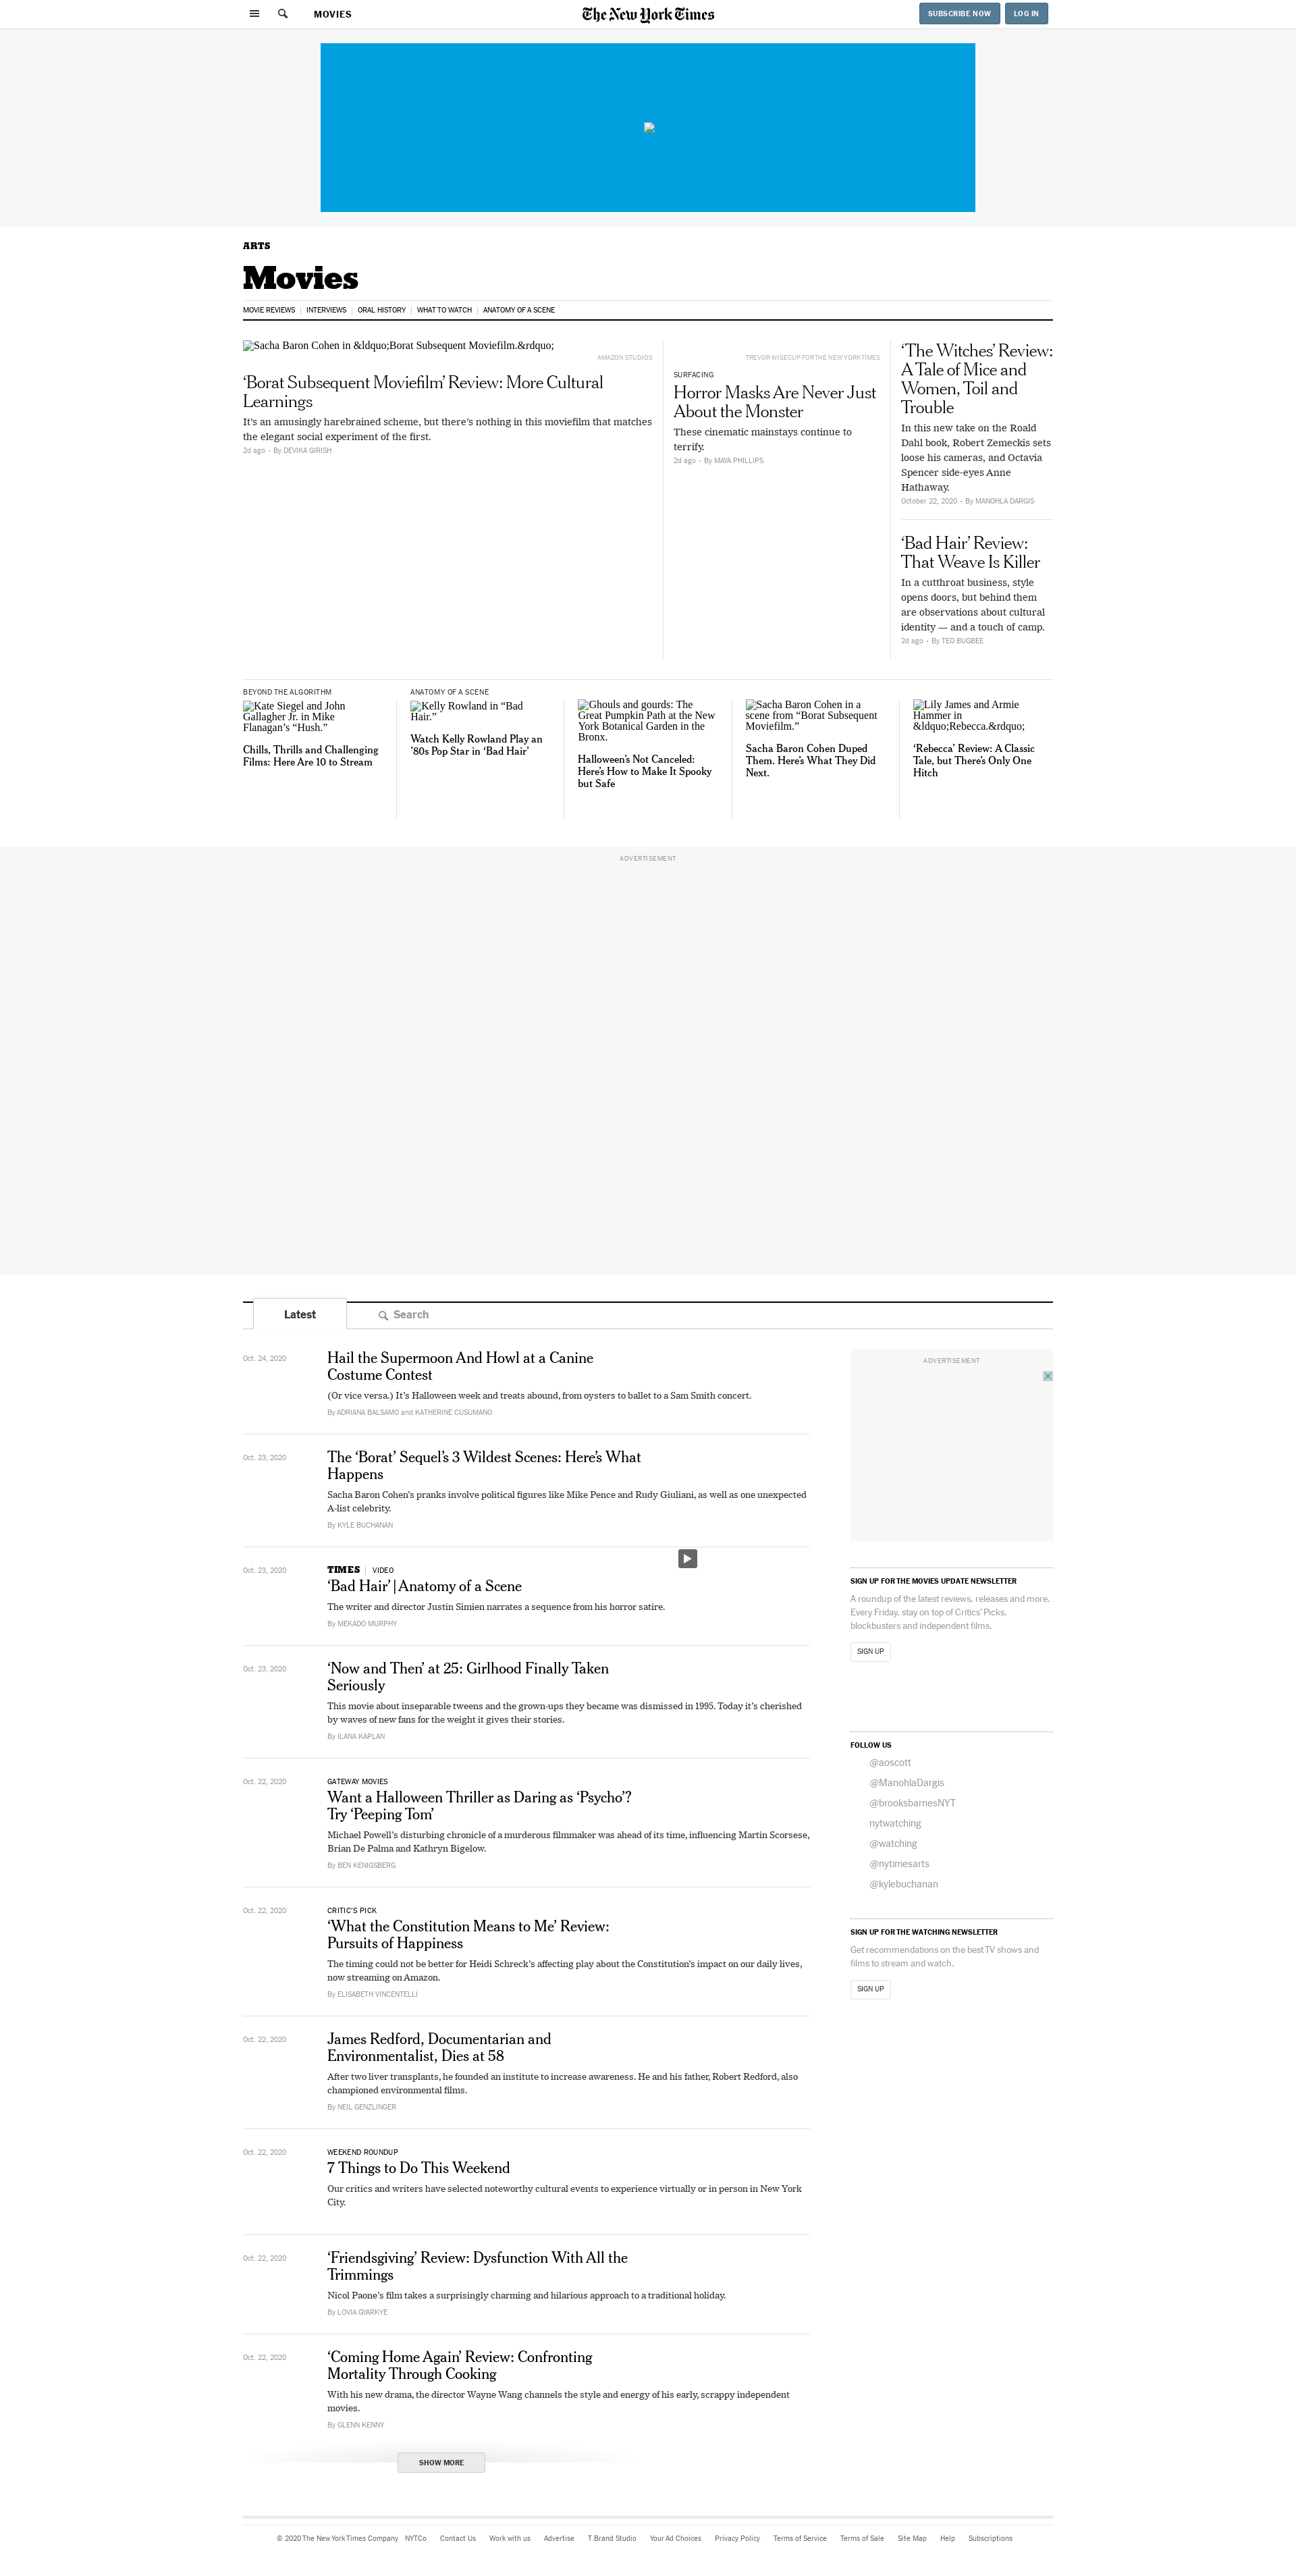 MOVIES
The New York Times
SUBSCRIBE NOW
LOG IN
ARTS
Movies
MOVIE REVIEWS | INTERVIEWS | ORAL HISTORY | WHAT TO WATCH | ANATOMY OF A SCENE
Sacha Baron Cohen in &ldquo;Borat Subsequent Moviefilm.&rdquo;
AMAZON STUDIOS
‘Borat Subsequent Moviefilm’ Review: More Cultural
Learnings
It’s an amusingly harebrained scheme, but there’s nothing in this moviefilm that matches
the elegant social experiment of the first.
2d ago • By DEVIKA GIRISH
TREVOR WISECUP FOR THE NEW YORK TIMES
SURFACING
Horror Masks Are Never Just
About the Monster
These cinematic mainstays continue to
terrify.
2d ago • By MAYA PHILLIPS
‘The Witches’ Review:
A Tale of Mice and
Women, Toil and
Trouble
In this new take on the Roald
Dahl book, Robert Zemeckis sets
loose his cameras, and Octavia
Spencer side-eyes Anne
Hathaway.
October 22, 2020 • By MANOHLA DARGIS
‘Bad Hair’ Review:
That Weave Is Killer
In a cutthroat business, style
opens doors, but behind them
are observations about cultural
identity — and a touch of camp.
2d ago • By TEO BUGBEE
BEYOND THE ALGORITHM
Kate Siegel and John
Gallagher Jr. in Mike
Flanagan’s “Hush.”
Chills, Thrills and Challenging
Films: Here Are 10 to Stream
ANATOMY OF A SCENE
Kelly Rowland in “Bad
Hair.”
Watch Kelly Rowland Play an
’80s Pop Star in ‘Bad Hair’
Ghouls and gourds: The
Great Pumpkin Path at the New
York Botanical Garden in the
Bronx.
Halloween’s Not Canceled:
Here’s How to Make It Spooky
but Safe
Sacha Baron Cohen in a
scene from “Borat Subsequent
Moviefilm.”
Sacha Baron Cohen Duped
Them. Here’s What They Did
Next.
Lily James and Armie
Hammer in
&ldquo;Rebecca.&rdquo;
‘Rebecca’ Review: A Classic
Tale, but There’s Only One
Hitch
ADVERTISEMENT
Latest
Search
Oct. 24, 2020
Hail the Supermoon And Howl at a Canine
Costume Contest
(Or vice versa.) It’s Halloween week and treats abound, from oysters to ballet to a Sam Smith concert.
By ADRIANA BALSAMO and KATHERINE CUSUMANO
Oct. 23, 2020
The ‘Borat’ Sequel’s 3 Wildest Scenes: Here’s What
Happens
Sacha Baron Cohen’s pranks involve political figures like Mike Pence and Rudy Giuliani, as well as one unexpected
A-list celebrity.
By KYLE BUCHANAN
Oct. 23, 2020
TIMES | VIDEO
‘Bad Hair’ | Anatomy of a Scene
The writer and director Justin Simien narrates a sequence from his horror satire.
By MEKADO MURPHY
Oct. 23, 2020
‘Now and Then’ at 25: Girlhood Finally Taken
Seriously
This movie about inseparable tweens and the grown-ups they became was dismissed in 1995. Today it’s cherished
by waves of new fans for the weight it gives their stories.
By ILANA KAPLAN
Oct. 22, 2020
GATEWAY MOVIES
Want a Halloween Thriller as Daring as ‘Psycho’?
Try ‘Peeping Tom’
Michael Powell’s disturbing chronicle of a murderous filmmaker was ahead of its time, influencing Martin Scorsese,
Brian De Palma and Kathryn Bigelow.
By BEN KENIGSBERG
Oct. 22, 2020
CRITIC’S PICK
‘What the Constitution Means to Me’ Review:
Pursuits of Happiness
The timing could not be better for Heidi Schreck’s affecting play about the Constitution’s impact on our daily lives,
now streaming on Amazon.
By ELISABETH VINCENTELLI
Oct. 22, 2020
James Redford, Documentarian and
Environmentalist, Dies at 58
After two liver transplants, he founded an institute to increase awareness. He and his father, Robert Redford, also
championed environmental films.
By NEIL GENZLINGER
Oct. 22, 2020
WEEKEND ROUNDUP
7 Things to Do This Weekend
Our critics and writers have selected noteworthy cultural events to experience virtually or in person in New York
City.
Oct. 22, 2020
‘Friendsgiving’ Review: Dysfunction With All the
Trimmings
Nicol Paone’s film takes a surprisingly charming and hilarious approach to a traditional holiday.
By LOVIA GYARKYE
Oct. 22, 2020
‘Coming Home Again’ Review: Confronting
Mortality Through Cooking
With his new drama, the director Wayne Wang channels the style and energy of his early, scrappy independent
movies.
By GLENN KENNY
SHOW MORE
ADVERTISEMENT
SIGN UP FOR THE MOVIES UPDATE NEWSLETTER
A roundup of the latest reviews, releases and more.
Every Friday, stay on top of Critics’ Picks,
blockbusters and independent films.
SIGN UP
FOLLOW US
@aoscott
@ManohlaDargis
@brooksbarnesNYT
nytwatching
@watching
@nytimesarts
@kylebuchanan
SIGN UP FOR THE WATCHING NEWSLETTER
Get recommendations on the best TV shows and
films to stream and watch.
SIGN UP
© 2020 The New York Times Company NYTCo Contact Us Work with us Advertise T Brand Studio Your Ad Choices Privacy Policy Terms of Service Terms of Sale Site Map Help Subscriptions